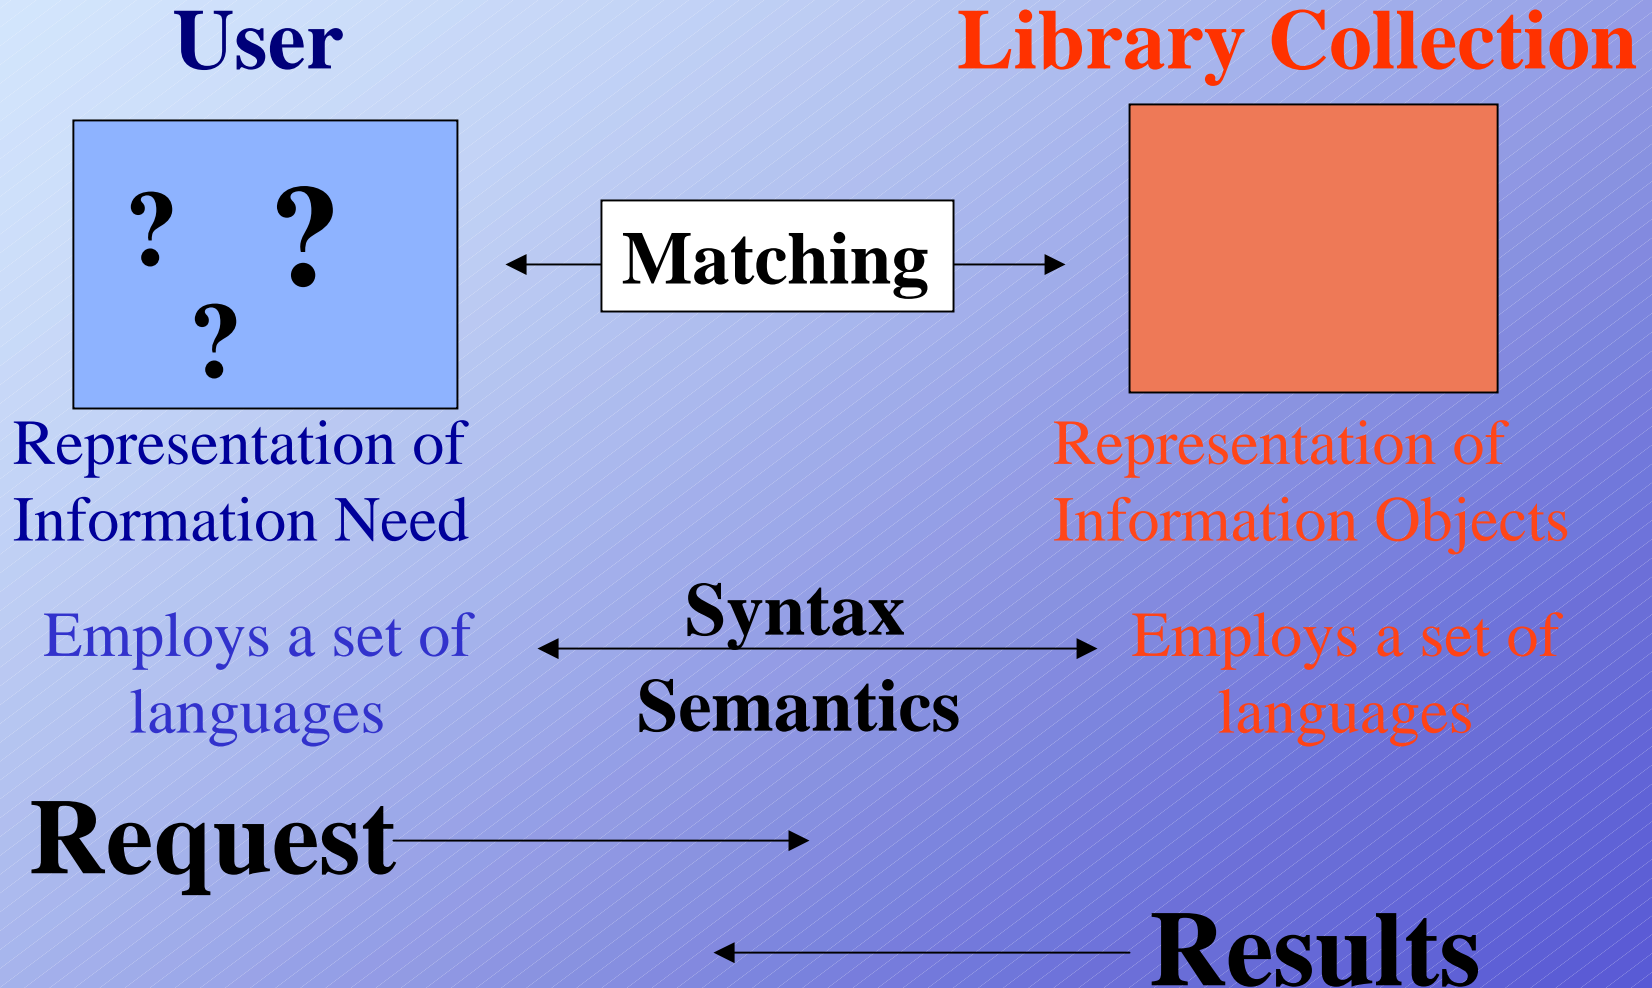 User
Library Collection
? ?
?
Matching
Representation of
Information Need
Representation of
Information Objects
Employs a set of
languages
Syntax
Semantics
Employs a set of
languages
Request
Results